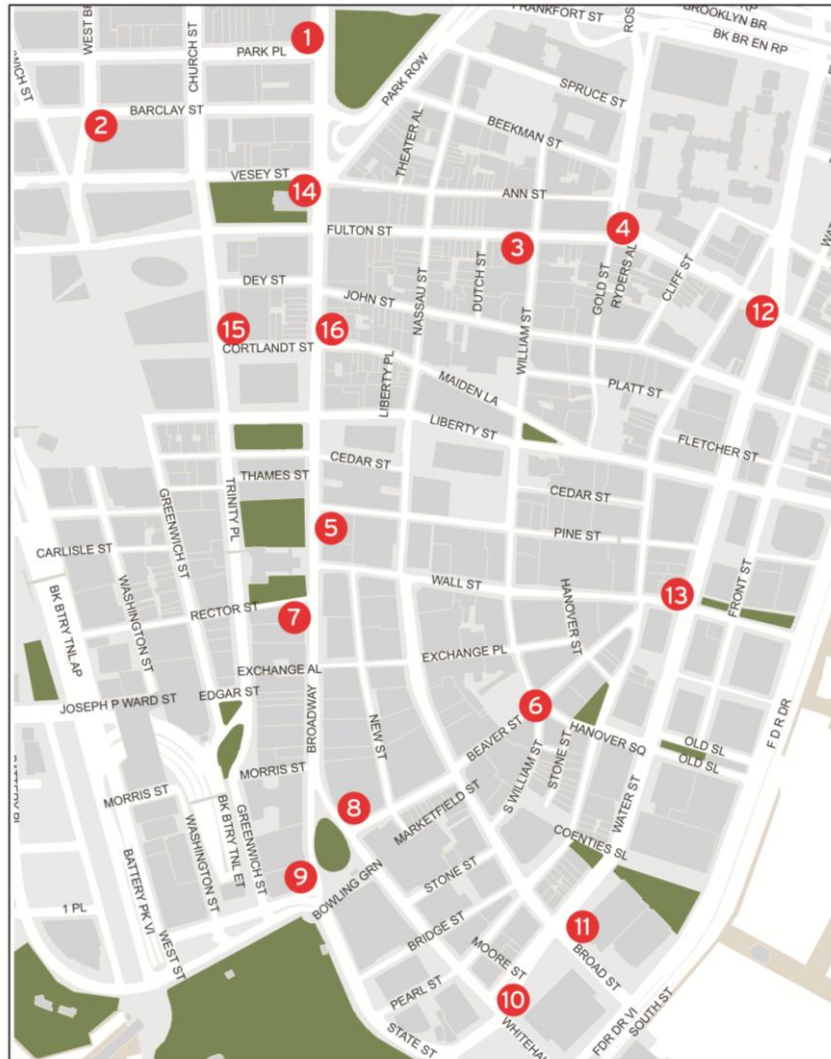 FRANKFORT ST
BROOKLYN BR
BK BR EN RP
WEST BR
CHURCH ST
ROS
1
PARK PL
PARK ROW
SPRUCE ST
BARCLAY ST
2
BEEKMAN ST
THEATER AL
VESEY ST
14
ANN ST
FULTON ST
3
4
DEY ST
JOHN ST
NASSAU ST
DUTCH ST
WILLIAM ST
GOLD ST
RYDERS AL
CLIFF ST
12
15
16
CORTLANDT ST
LIBERTY PL
MAIDEN LA
PLATT ST
LIBERTY ST
FLETCHER ST
CEDAR ST
THAMES ST
CEDAR ST
GREENWICH ST
TRINITY PL
5
PINE ST
CARLISLE ST
BK BTRY TNL AP
WASHINGTON ST
WALL ST
HANOVER ST
13
FRONT ST
RECTOR ST
7
EXCHANGE PL
EXCHANGE AL
EDGAR ST
JOSEPH P WARD ST
BROADWAY
NEW ST
BEAVER ST
6
HANOVER SQ
OLD SL
OLD SL
F D R DR
S WILLIAM ST
STONE ST
WATER ST
MORRIS ST
MORRIS ST
8
MARKETFIELD ST
COENTIES SL
BATTERY PK VI
WASHINGTON ST
BK BTRY TNL ET
GREENWICH ST
9
BOWLING GRN
STONE ST
1 PL
WEST ST
BRIDGE ST
11
BROAD ST
MOORE ST
PEARL ST
10
STATE ST
WHITEHA
FDR DR VI
SOUTH ST